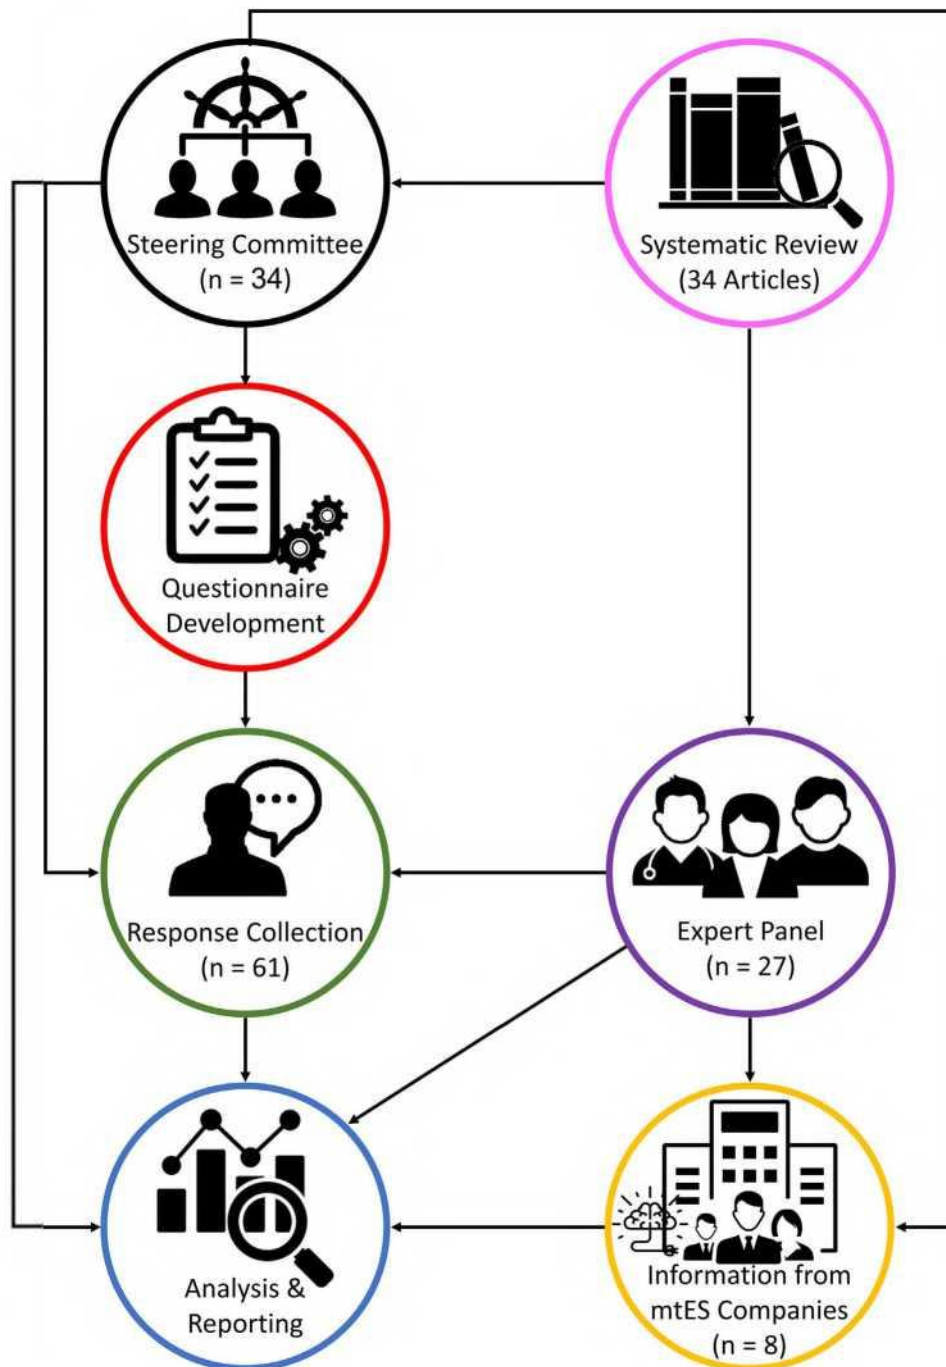 Steering Committee
(n = 34)
Systematic Review
(34 Articles)
Questionnaire
Development
Response Collection
(n = 61)
Expert Panel
(n = 27)
Analysis &
Reporting
Information from
mtES Companies
(n = 8)